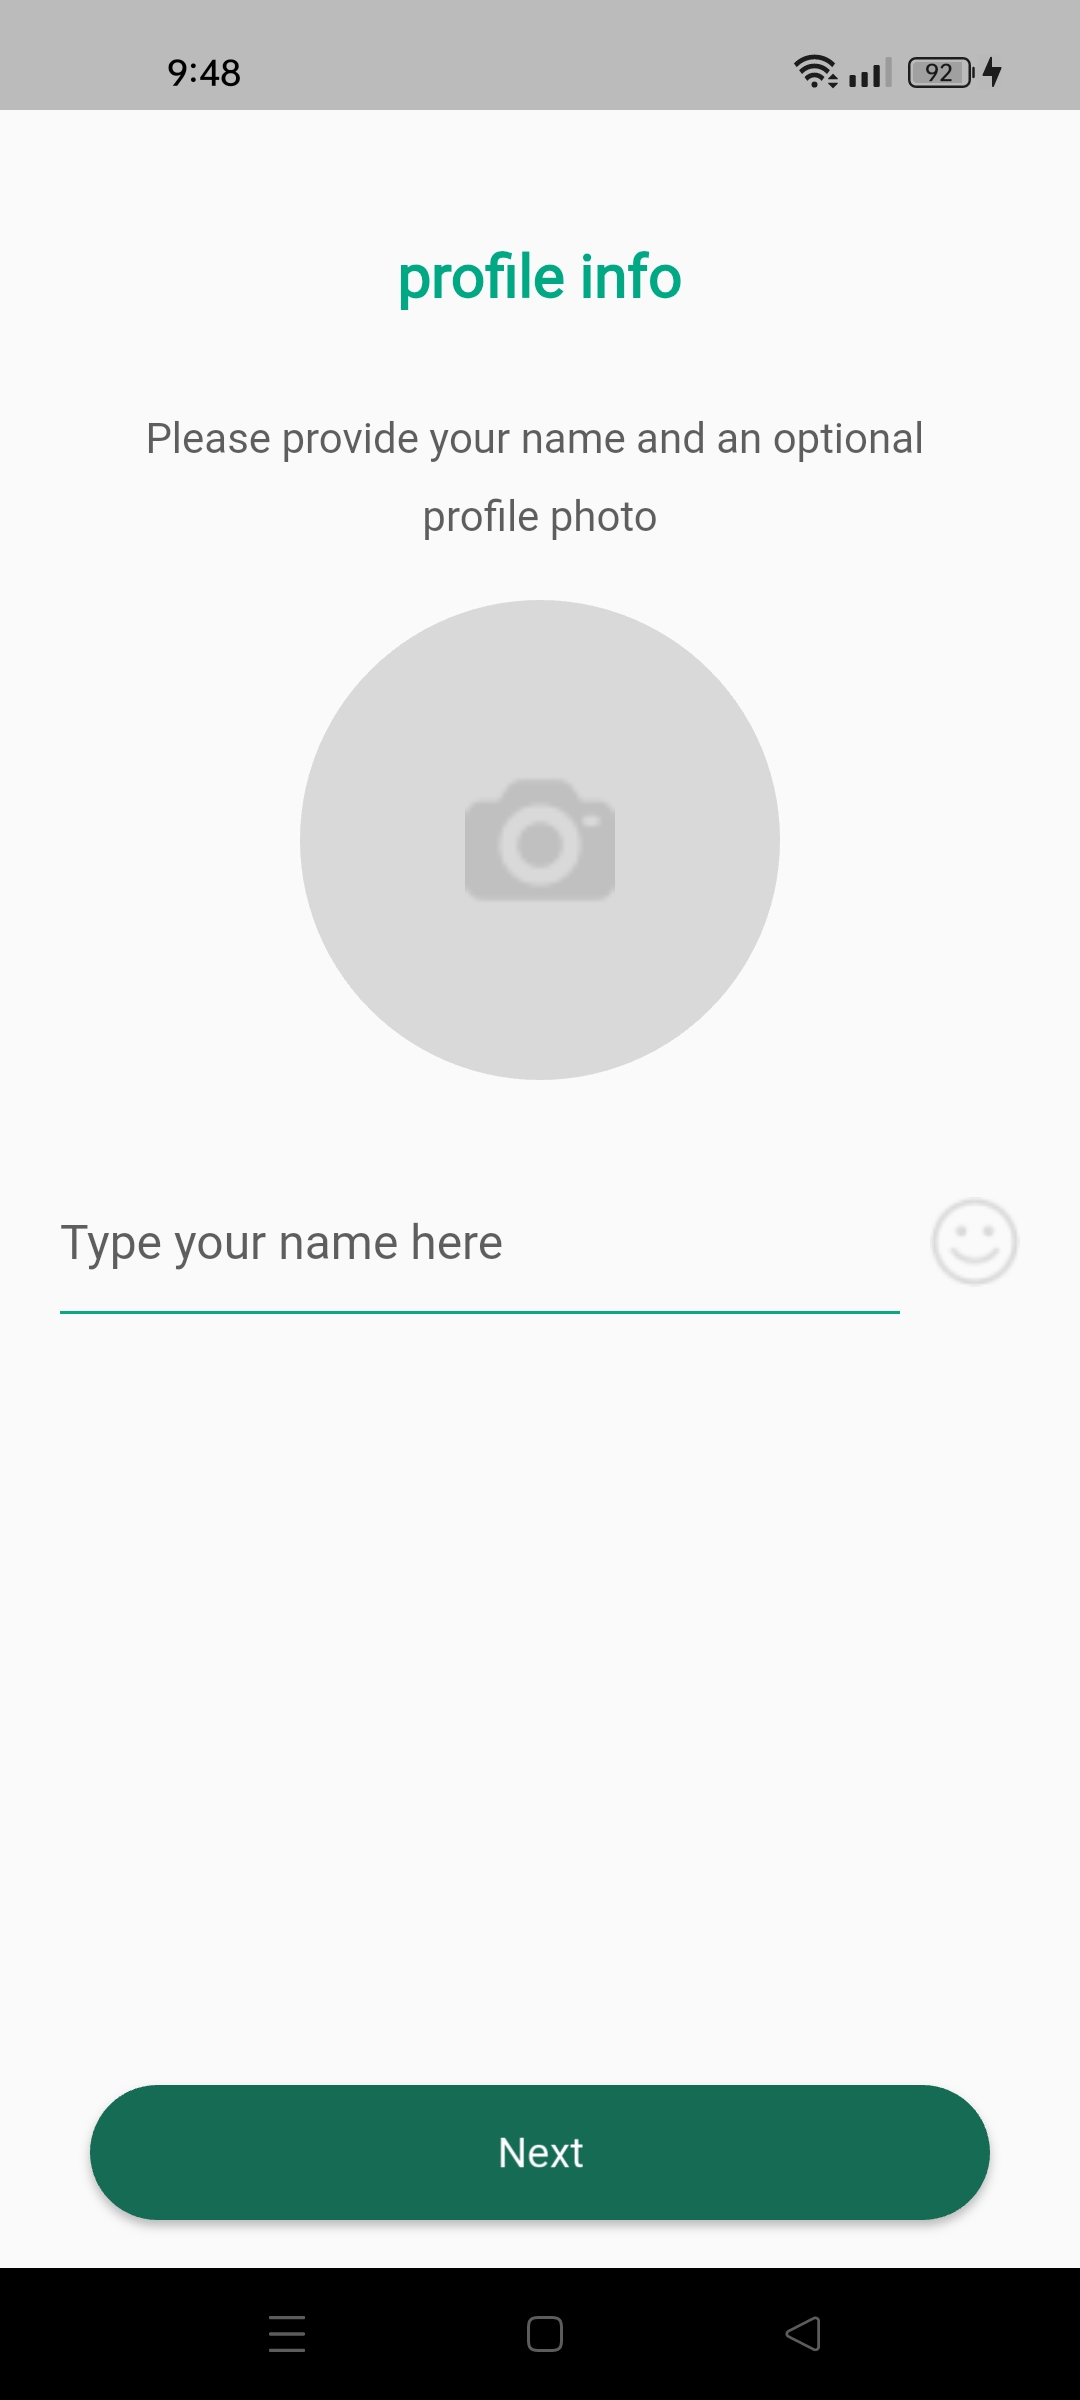 9:48
92
profile info
Please provide your name and an optional
profile photo
Type your name here
Next